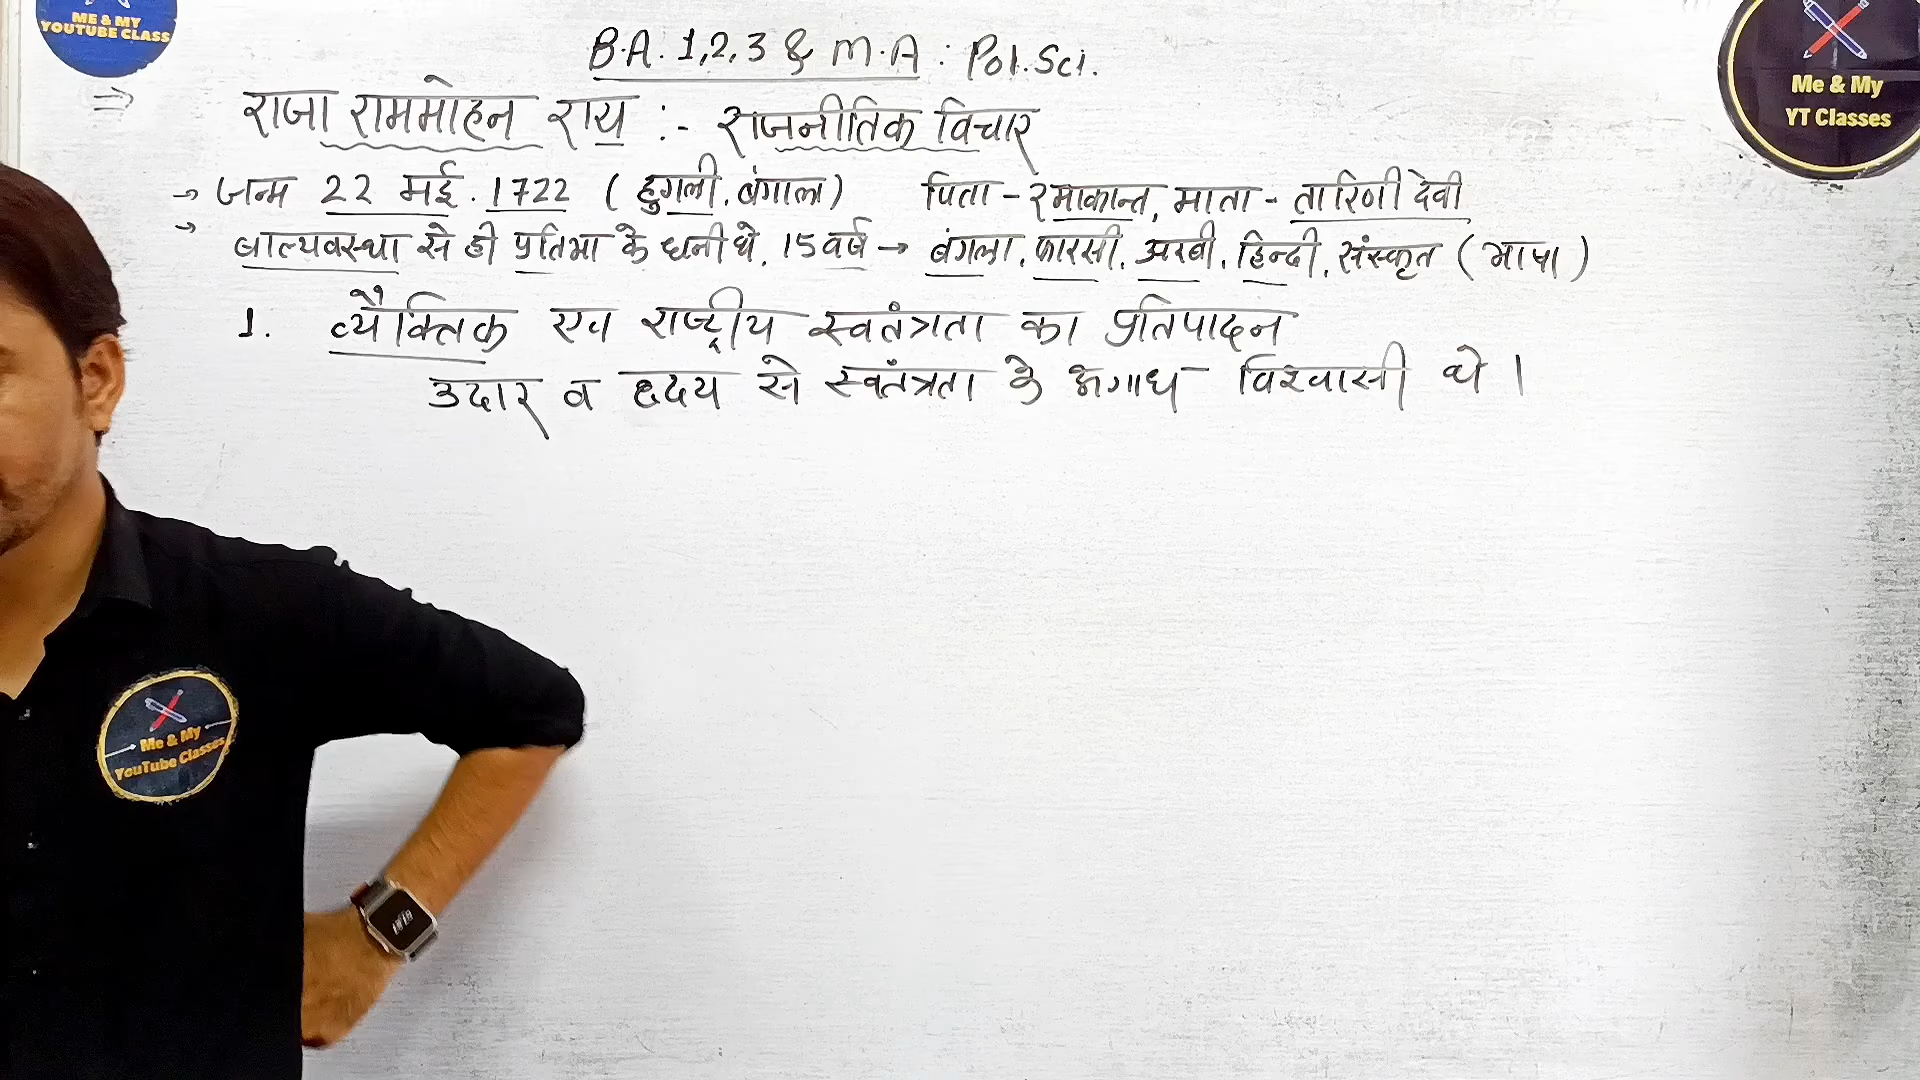 ME & MY
YOUTUBE CLASS
B.A. 1,2,3 & M.A : Pol.Sci.
Me & My
YT Classes
⇒ राजा राममोहन राय :- राजनीतिक विचार
→ जन्म 22 मई. 1722 ( हुगली, बंगाल) पिता - रमाकान्त, माता - तारिणी देवी
→ बाल्यवस्था से ही प्रतिभा के धनी थे, 15 वर्ष → बंगला, फारसी, अरबी, हिन्दी, संस्कृत ( भाषा )
1. व्यैक्तिक एवं राष्ट्रीय स्वतंत्रता का प्रतिपादन
उदार व ह्रदय से स्वतंत्रता के अगाध विश्वासी थे ।
Me & My
YouTube Classes